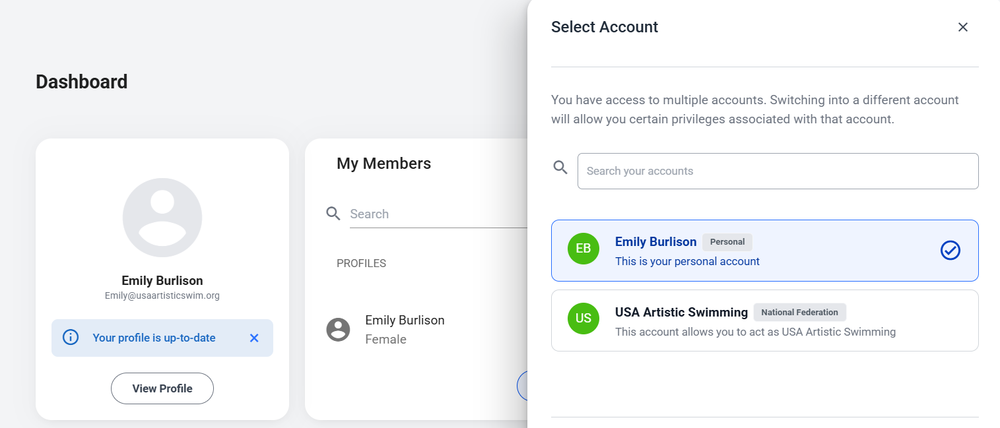 Dashboard
Emily Burlison
Emily@usaartisticswim.org
Your profile is up-to-date
View Profile
My Members
Search
PROFILES
Emily Burlison
Female
Select Account
You have access to multiple accounts. Switching into a different account
will allow you certain privileges associated with that account.
Search your accounts
EB
Emily Burlison Personal
This is your personal account
US
USA Artistic Swimming National Federation
This account allows you to act as USA Artistic Swimming